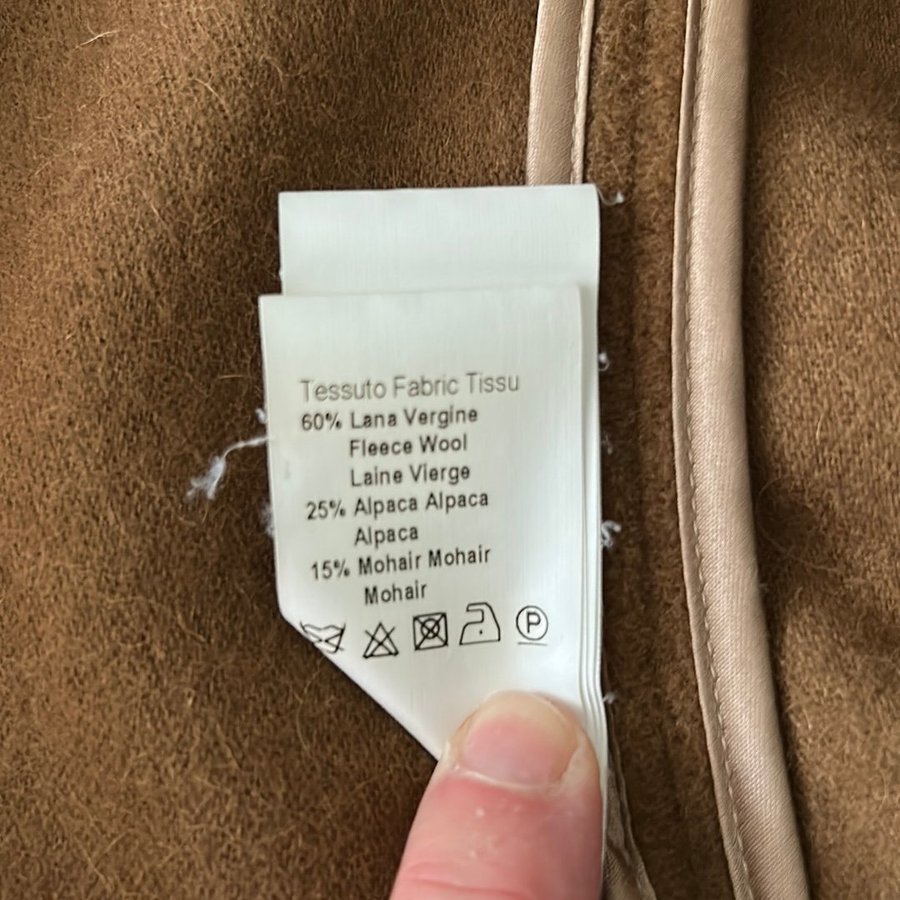 Tessuto Fabric Tissu
60% Lana Vergine
Fleece Wool
Laine Vierge
25% Alpaca Alpaca
Alpaca
15% Mohair Mohair
Mohair
P